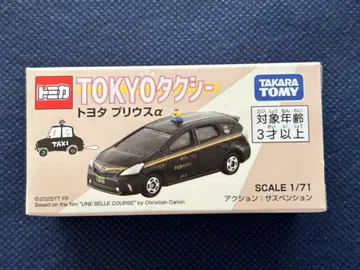 トミカ
TOKYOタクシー
トヨタ プリウスα
TAKARA TOMY
対象年齢
3才以上
TAXI
SCALE 1/71
アクション：サスペンション
©2025TT FP
Based on the film "UNE BELLE COURSE" by Christian Carion